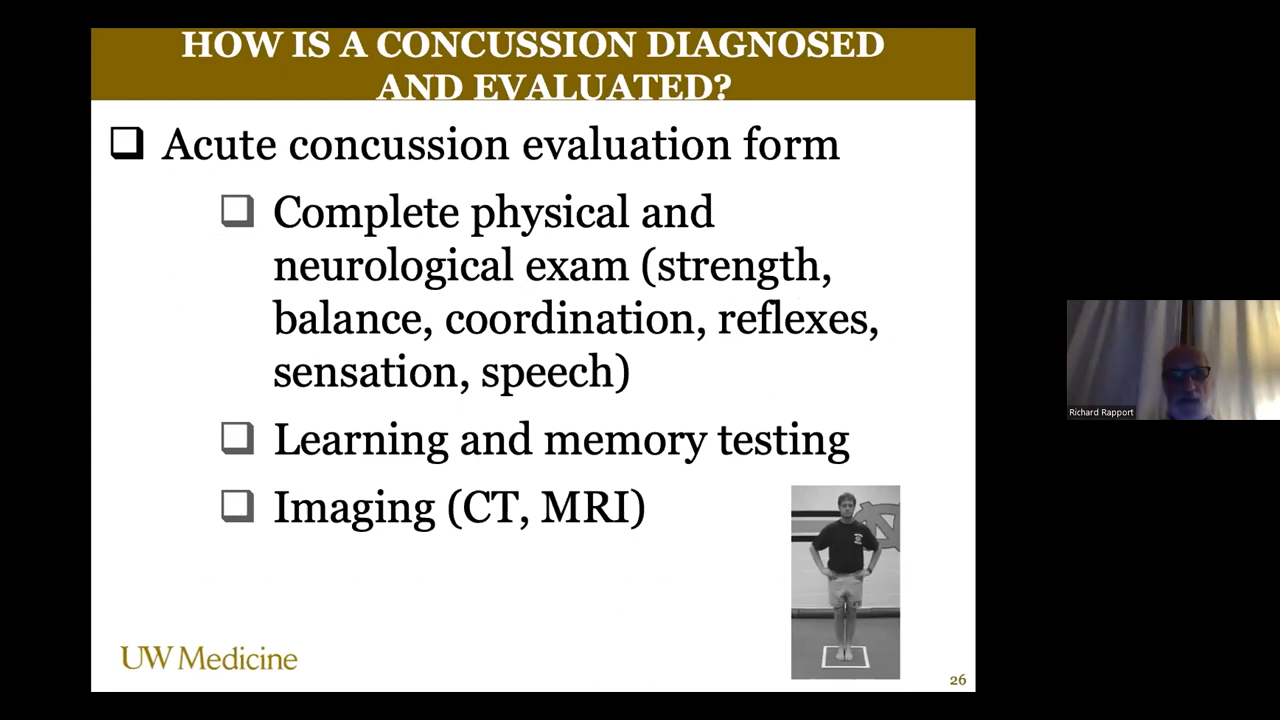 HOW IS A CONCUSSION DIAGNOSED
AND EVALUATED?
Acute concussion evaluation form
Complete physical and
neurological exam (strength,
balance, coordination, reflexes,
sensation, speech)
Learning and memory testing
Imaging (CT, MRI)
UW Medicine
26
Richard Rapport